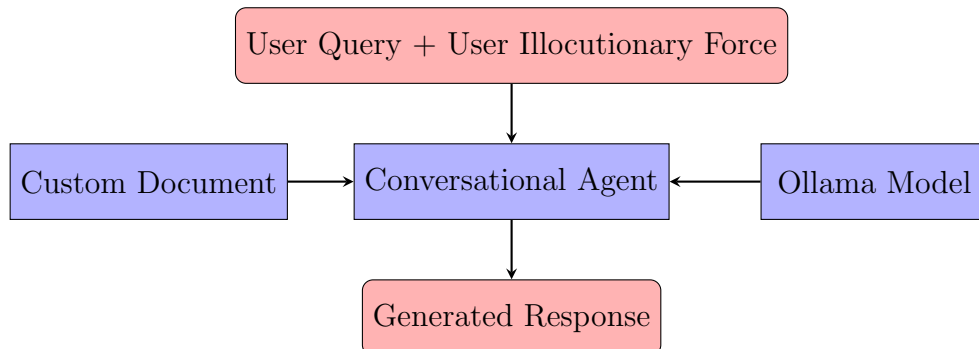 User Query + User Illocutionary Force
Custom Document
Conversational Agent
Ollama Model
Generated Response